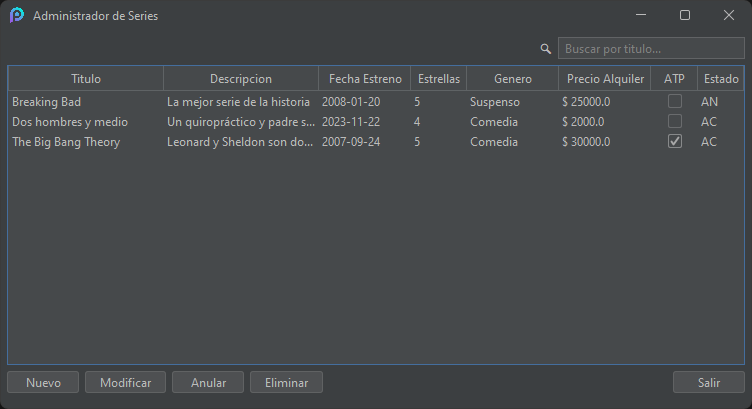 Administrador de Series
Buscar por titulo...
Titulo Descripcion Fecha Estreno Estrellas Genero Precio Alquiler ATP Estado
Breaking Bad La mejor serie de la historia 2008-01-20 5 Suspenso $ 25000.0 AN
Dos hombres y medio Un quiropráctico y padre s... 2023-11-22 4 Comedia $ 2000.0 AC
The Big Bang Theory Leonard y Sheldon son do... 2007-09-24 5 Comedia $ 30000.0 AC
Nuevo Modificar Anular Eliminar Salir